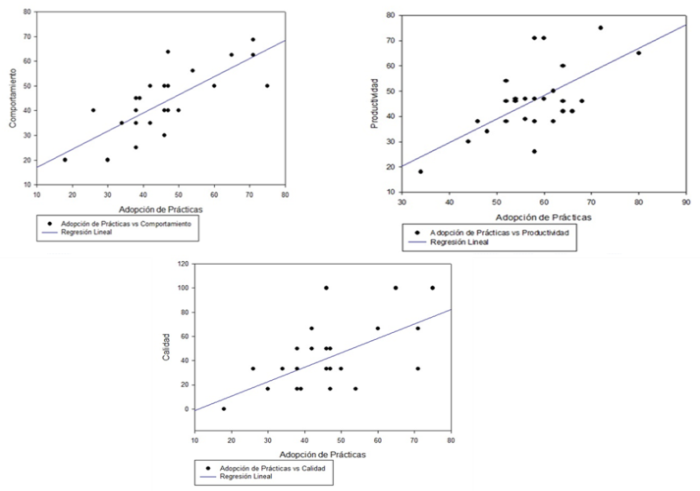 80
70
60
50
40
30
20
10
Comportamiento
10 20 30 40 50 60 70 80
Adopción de Prácticas
Adopción de Prácticas vs Comportamiento
Regresión Lineal
80
70
60
50
40
30
20
10
Productividad
30 40 50 60 70 80 90
Adopción de Prácticas
Adopción de Prácticas vs Productividad
Regresión Lineal
120
100
80
60
40
20
0
Calidad
10 20 30 40 50 60 70 80
Adopción de Prácticas
Adopción de Prácticas vs Calidad
Regresión Lineal